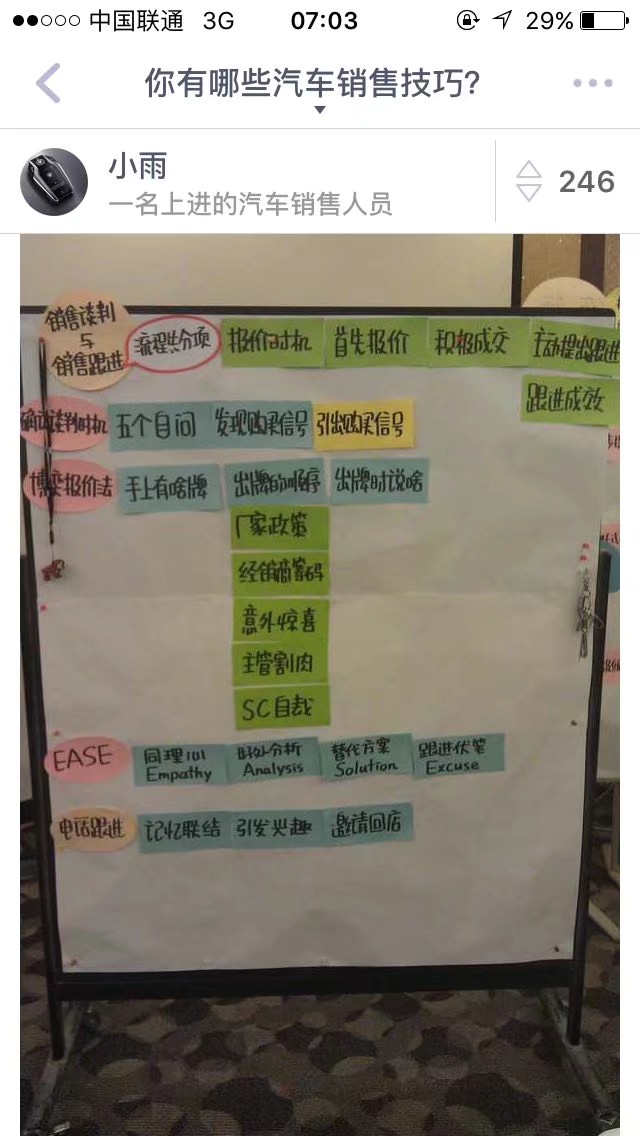 中国联通 3G 07:03 29%
你有哪些汽车销售技巧?
小雨
一名上进的汽车销售人员
246
销售谈判
与
销售跟进
流程共分项 报价时机 首先报价 积极成交 主动提出跟进
跟进成效
确定谈判时机 五个自问 发现购买信号 引出购买信号
博弈报价法 手上有啥牌 出牌的顺序 出牌时说啥
厂家政策
经销商筹码
意外惊喜
主管割肉
SC自裁
EASE 同理 Empathy 分析 Analysis 替代方案 Solution 跟进伏笔 Excuse
电话跟进 记忆联结 引发兴趣 邀请回店